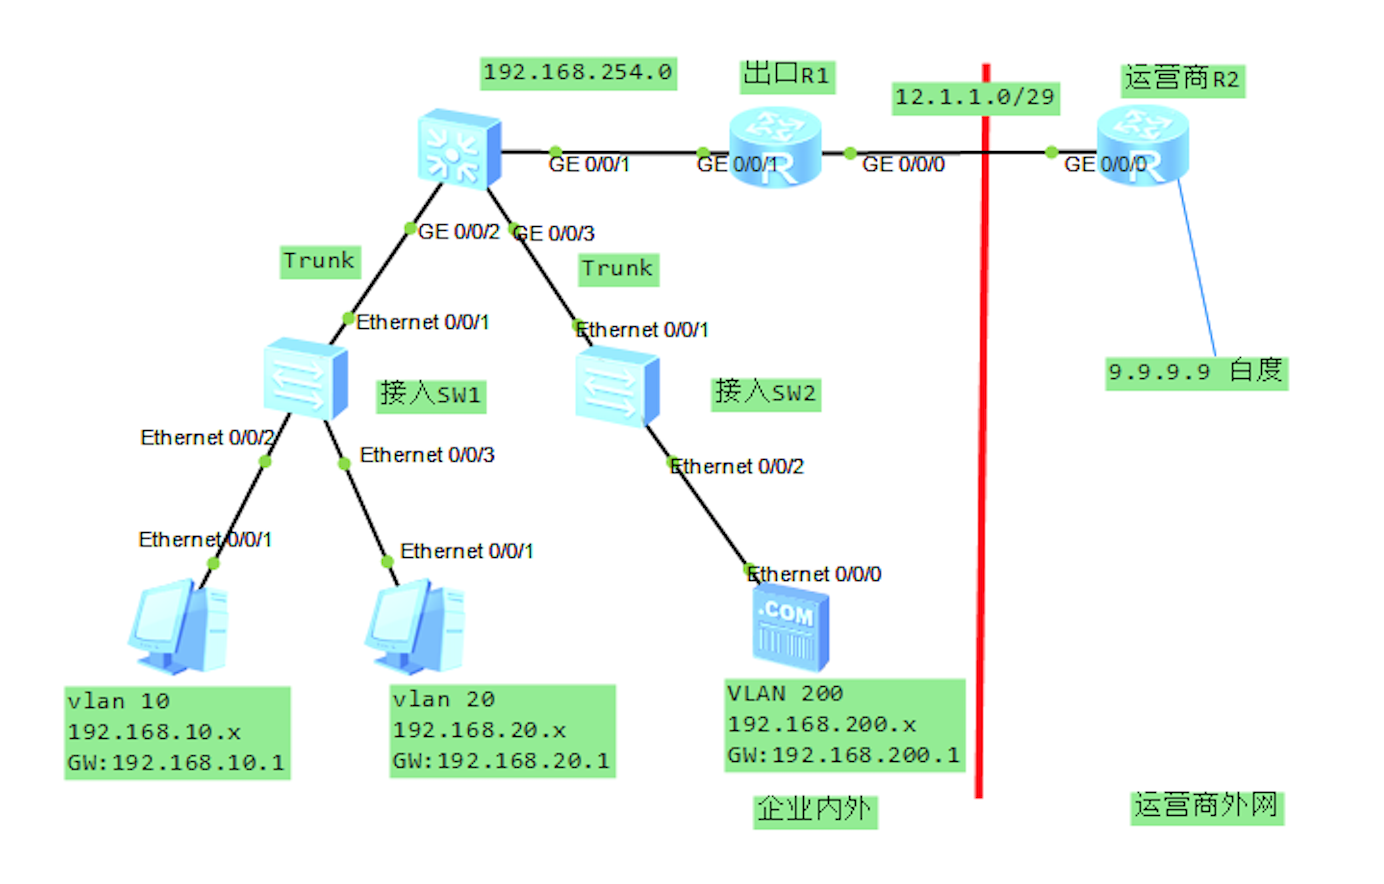 192.168.254.0
出口R1
12.1.1.0/29
运营商R2
GE 0/0/1
GE 0/0/1
GE 0/0/0
GE 0/0/0
R
R
GE 0/0/2
GE 0/0/3
Trunk
Trunk
Ethernet 0/0/1
Ethernet 0/0/1
接入SW1
接入SW2
9.9.9.9 白度
Ethernet 0/0/2
Ethernet 0/0/3
Ethernet 0/0/2
Ethernet 0/0/1
Ethernet 0/0/1
Ethernet 0/0/0
.COM
vlan 10
192.168.10.x
GW:192.168.10.1
vlan 20
192.168.20.x
GW:192.168.20.1
VLAN 200
192.168.200.x
GW:192.168.200.1
企业内外
运营商外网